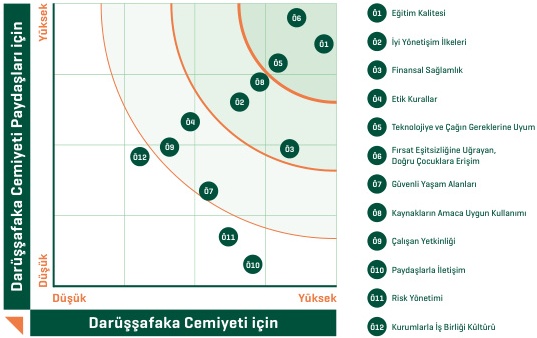 Darüşşafaka Cemiyeti Paydaşları için
Yüksek
Düşük
Ö6
Ö1
Ö5
Ö8
Ö2
Ö4
Ö9
Ö12
Ö3
Ö7
Ö11
Ö10
Düşük
Yüksek
Darüşşafaka Cemiyeti için
Ö1 Eğitim Kalitesi
Ö2 İyi Yönetişim İlkeleri
Ö3 Finansal Sağlamlık
Ö4 Etik Kurallar
Ö5 Teknolojiye ve Çağın Gereklerine Uyum
Ö6 Fırsat Eşitsizliğine Uğrayan,
Doğru Çocuklara Erişim
Ö7 Güvenli Yaşam Alanları
Ö8 Kaynakların Amaca Uygun Kullanımı
Ö9 Çalışan Yetkinliği
Ö10 Paydaşlarla İletişim
Ö11 Risk Yönetimi
Ö12 Kurumlarla İş Birliği Kültürü